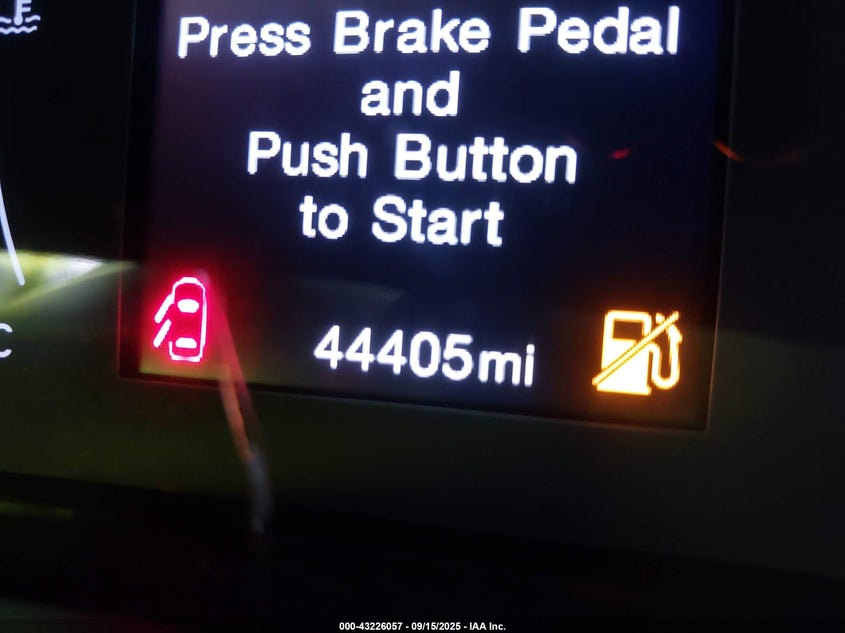 Press Brake Pedal
and
Push Button
to Start
44405mi
C
000-43226057 - 09/15/2025 - IAA Inc.